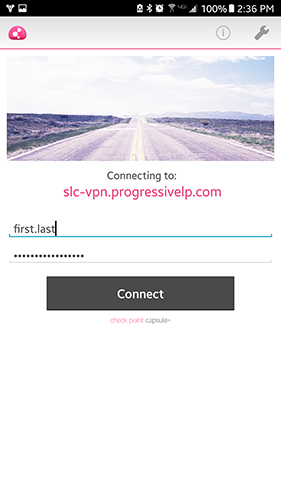 100% 2:36 PM
Connecting to:
slc-vpn.progressivelp.com
first.last
•••••••••••••••••
Connect
check point capsule+